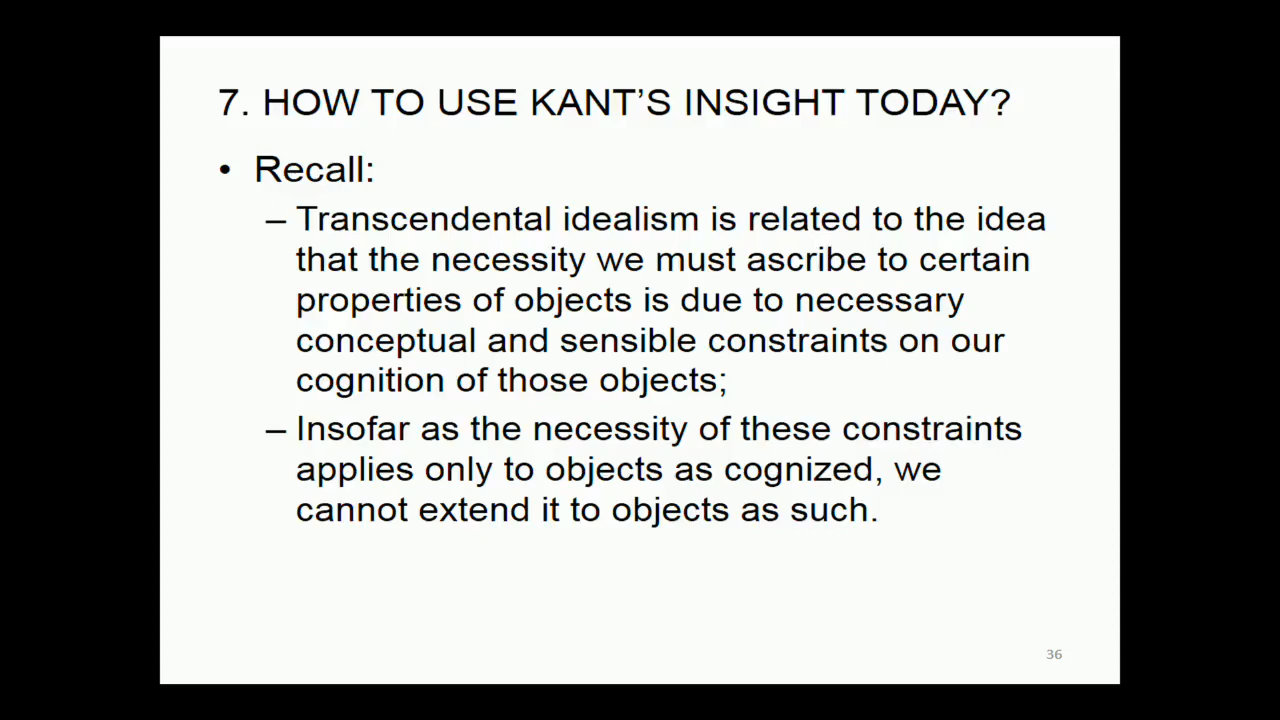 7. HOW TO USE KANT’S INSIGHT TODAY?
• Recall:
– Transcendental idealism is related to the idea
that the necessity we must ascribe to certain
properties of objects is due to necessary
conceptual and sensible constraints on our
cognition of those objects;
– Insofar as the necessity of these constraints
applies only to objects as cognized, we
cannot extend it to objects as such.
36